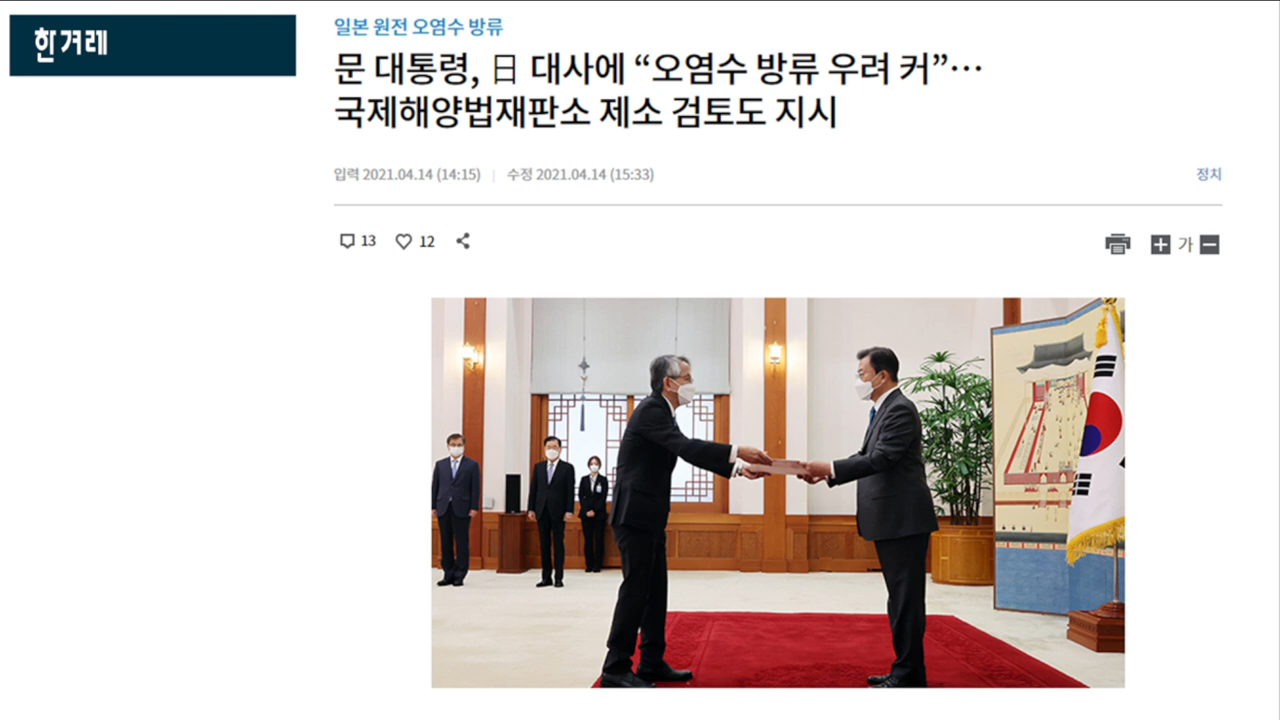 한겨레
일본 원전 오염수 방류
문 대통령, 日 대사에 “오염수 방류 우려 커”…
국제해양법재판소 제소 검토도 지시
입력 2021.04.14 (14:15) | 수정 2021.04.14 (15:33)
정치
13 12
가